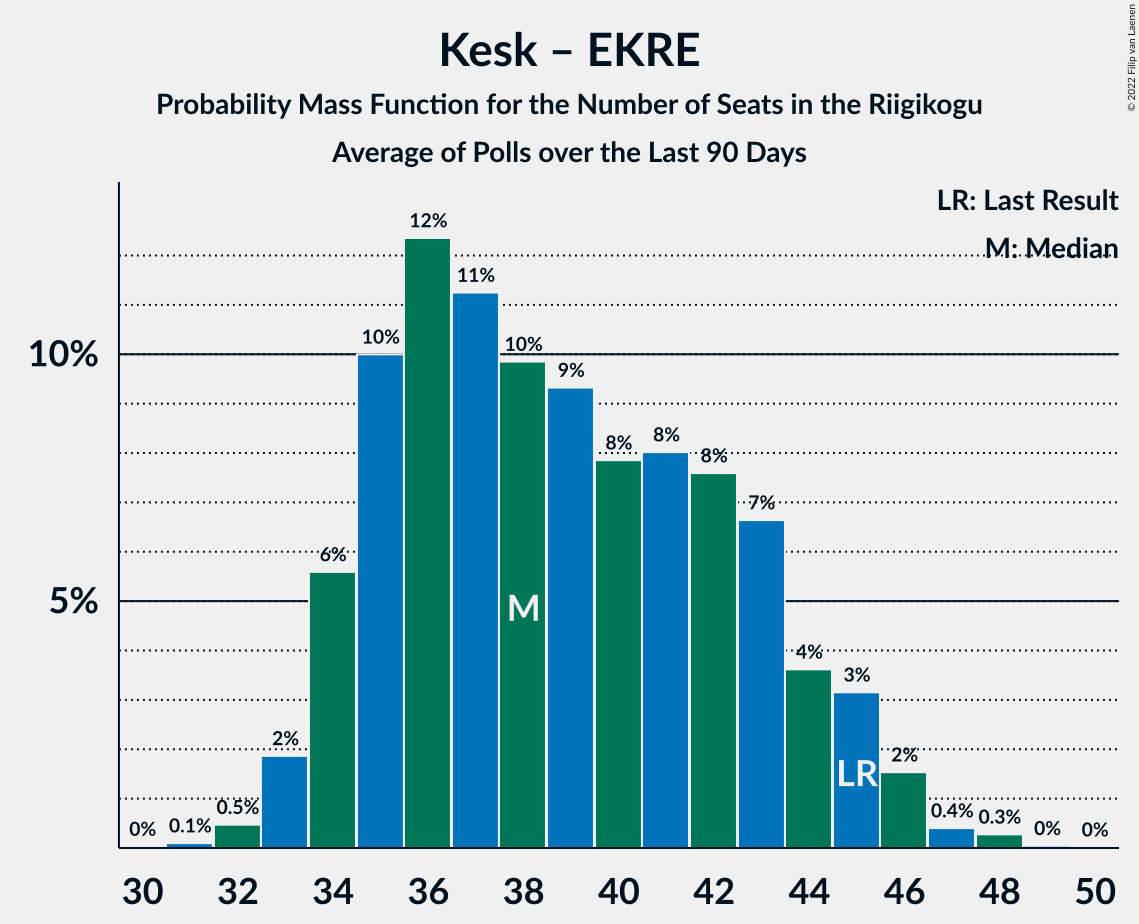 Kesk – EKRE
Probability Mass Function for the Number of Seats in the Riigikogu
Average of Polls over the Last 90 Days
© 2022 Filip van Laenen
LR: Last Result
M: Median
10%
5%
0%
0.1%
0.5%
2%
6%
10%
12%
11%
10%
9%
8%
8%
8%
7%
4%
3%
2%
0.4%
0.3%
0%
0%
M
LR
30 32 34 36 38 40 42 44 46 48 50